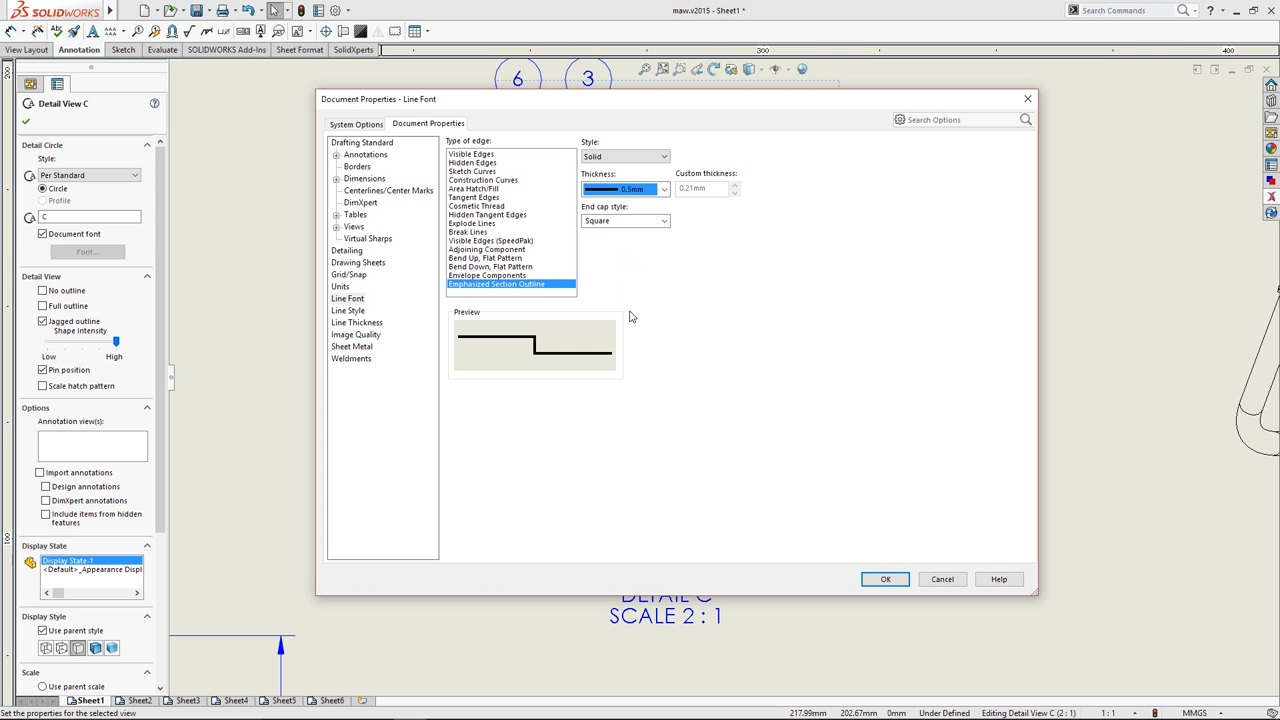 SOLIDWORKS
maw.v2015 - Sheet1 *
Search Commands
View Layout
Annotation
Sketch
Evaluate
SOLIDWORKS Add-Ins
Sheet Format
SolidXperts
300
400
200
100
6
3
Detail View C
Detail Circle
Style:
Per Standard
Circle
Profile
C
Document font
Font...
Detail View
No outline
Full outline
Jagged outline
Shape Intensity
Low
High
Pin position
Scale hatch pattern
Options
Annotation view(s):
Import annotations
Design annotations
DimXpert annotations
Include items from hidden
features
Display State
Display State-1
<Default>_Appearance Displ
Display Style
Use parent style
Scale
Use parent scale
Document Properties - Line Font
System Options
Document Properties
Search Options
Drafting Standard
Annotations
Borders
Dimensions
Centerlines/Center Marks
DimXpert
Tables
Views
Virtual Sharps
Detailing
Drawing Sheets
Grid/Snap
Units
Line Font
Line Style
Line Thickness
Image Quality
Sheet Metal
Weldments
Type of edge:
Visible Edges
Hidden Edges
Sketch Curves
Construction Curves
Area Hatch/Fill
Tangent Edges
Cosmetic Thread
Hidden Tangent Edges
Explode Lines
Break Lines
Visible Edges (SpeedPak)
Adjoining Component
Bend Up, Flat Pattern
Bend Down, Flat Pattern
Envelope Components
Emphasized Section Outline
Style:
Solid
Thickness:
0.5mm
Custom thickness:
0.21mm
End cap style:
Square
Preview
OK
Cancel
Help
DETAIL C
SCALE 2 : 1
Sheet1
Sheet2
Sheet3
Sheet4
Sheet5
Sheet6
Set the properties for the selected view
217.99mm
202.67mm
0mm
Under Defined
Editing Detail View C (2 : 1)
1 : 1
MMGS